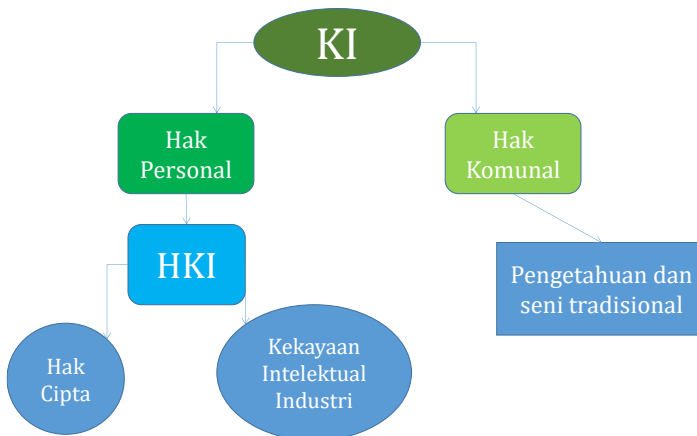 KI
Hak
Personal
Hak
Komunal
HKI
Pengetahuan dan
seni tradisional
Hak
Cipta
Kekayaan
Intelektual
Industri